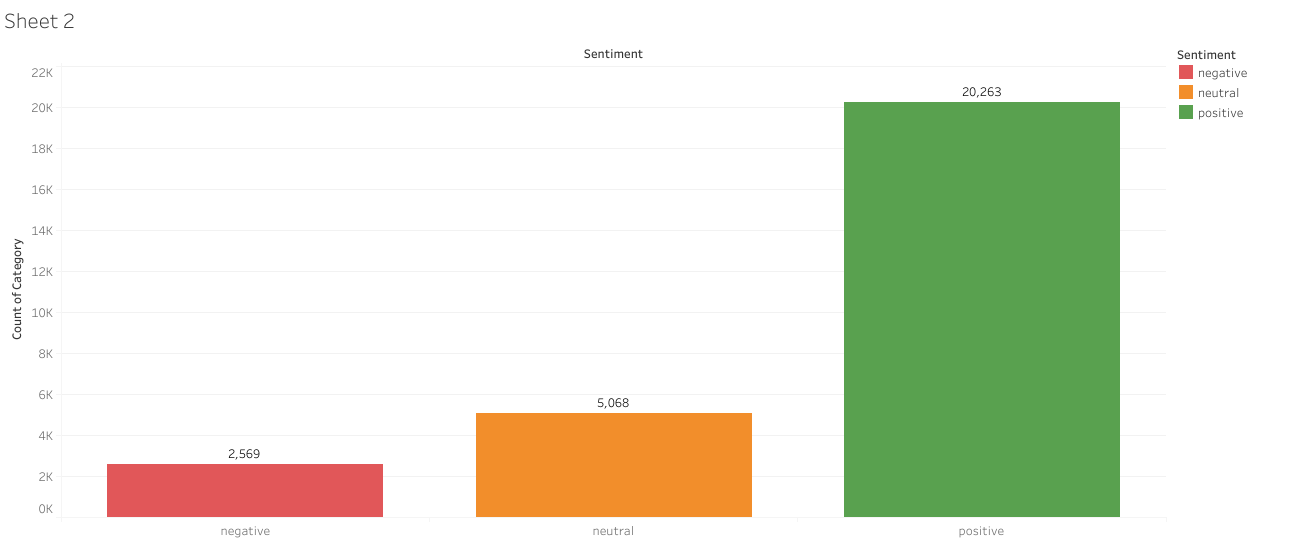 Sheet 2
Sentiment
Sentiment
negative
neutral
positive
Count of Category
22K
20K
18K
16K
14K
12K
10K
8K
6K
4K
2K
0K
2,569
5,068
20,263
negative
neutral
positive